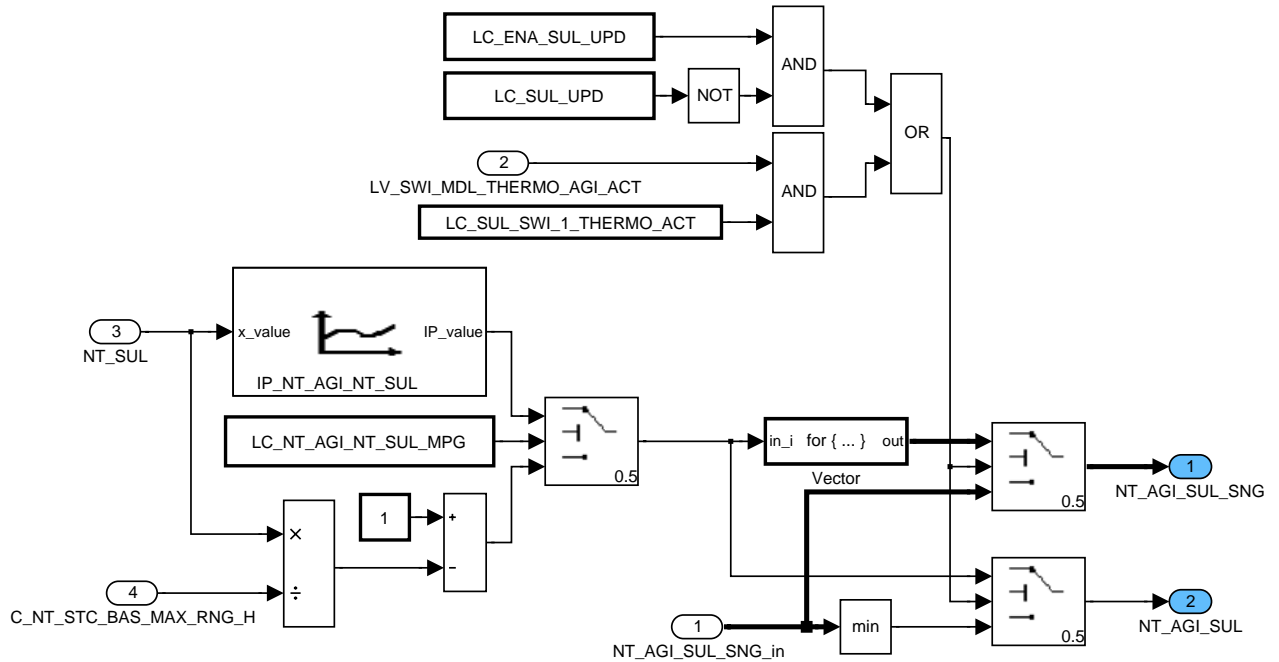 LC_ENA_SUL_UPD
AND
LC_SUL_UPD
NOT
OR
2
LV_SWI_MDL_THERMO_AGI_ACT
AND
LC_SUL_SWI_1_THERMO_ACT
3
NT_SUL
x_value
IP_value
IP_NT_AGI_NT_SUL
LC_NT_AGI_NT_SUL_MPG
0.5
in_i for { ... } out
Vector
0.5
1
NT_AGI_SUL_SNG
×
÷
1
+
−
4
C_NT_STC_BAS_MAX_RNG_H
1
NT_AGI_SUL_SNG_in
min
0.5
2
NT_AGI_SUL